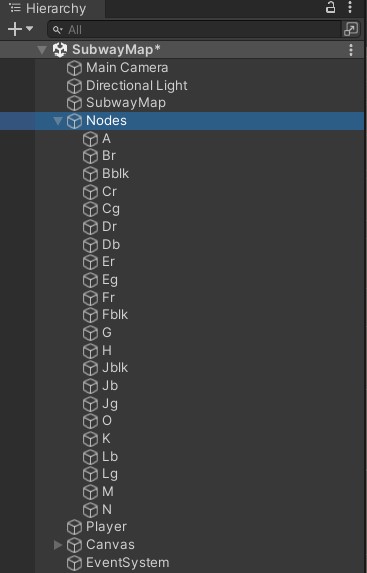 Hierarchy
All
SubwayMap*
Main Camera
Directional Light
SubwayMap
Nodes
A
Br
Bblk
Cr
Cg
Dr
Db
Er
Eg
Fr
Fblk
G
H
Jblk
Jb
Jg
O
K
Lb
Lg
M
N
Player
Canvas
EventSystem